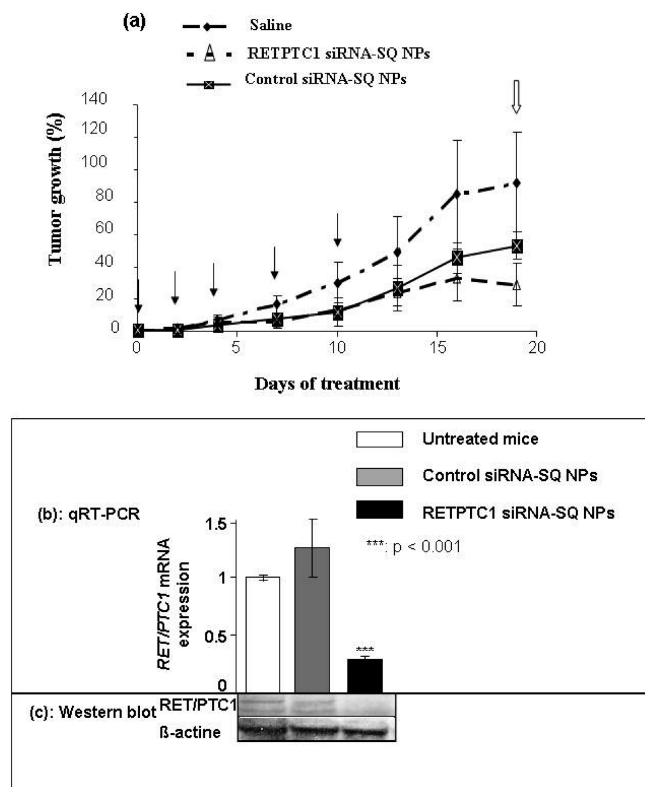 (a)
Saline
RETPTC1 siRNA-SQ NPs
Control siRNA-SQ NPs
Tumor growth (%)
140
120
100
80
60
40
20
0
0 5 10 15 20
Days of treatment
Untreated mice
Control siRNA-SQ NPs
RETPTC1 siRNA-SQ NPs
***: p < 0.001
(b): qRT-PCR
RET/PTC1 mRNA
expression
1.5
1
0.5
0
***
(c): Western blot
RET/PTC1
ß-actine